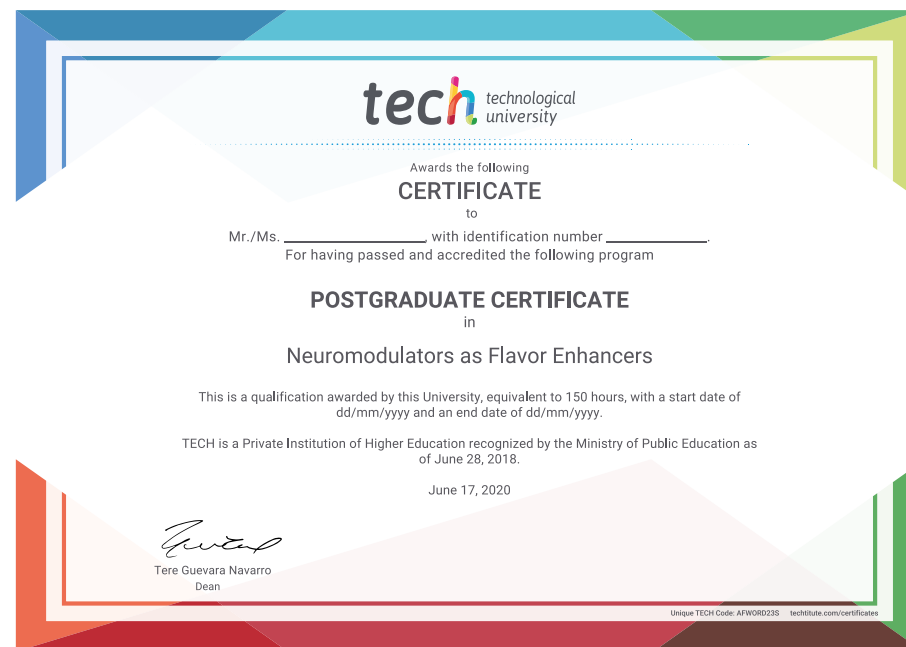 tech technological university
Awards the following
CERTIFICATE
to
Mr./Ms. ____________________, with identification number ______________.
For having passed and accredited the following program
POSTGRADUATE CERTIFICATE
in
Neuromodulators as Flavor Enhancers
This is a qualification awarded by this University, equivalent to 150 hours, with a start date of
dd/mm/yyyy and an end date of dd/mm/yyyy.
TECH is a Private Institution of Higher Education recognized by the Ministry of Public Education as
of June 28, 2018.
June 17, 2020
Tere Guevara Navarro
Dean
Unique TECH Code: AFWORD23S techtitute.com/certificates